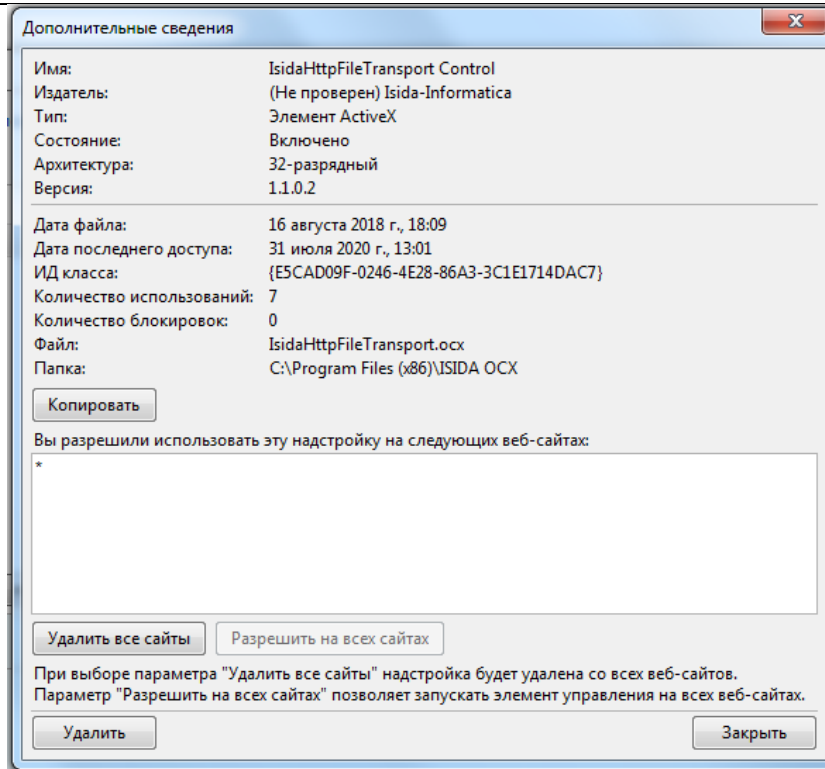 Дополнительные сведения
Имя: IsidaHttpFileTransport Control
Издатель: (Не проверен) Isida-Informatica
Тип: Элемент ActiveX
Состояние: Включено
Архитектура: 32-разрядный
Версия: 1.1.0.2
Дата файла: 16 августа 2018 г., 18:09
Дата последнего доступа: 31 июля 2020 г., 13:01
ИД класса: {E5CAD09F-0246-4E28-86A3-3C1E1714DAC7}
Количество использований: 7
Количество блокировок: 0
Файл: IsidaHttpFileTransport.ocx
Папка: C:\Program Files (x86)\ISIDA OCX
Копировать
Вы разрешили использовать эту надстройку на следующих веб-сайтах:
*
Удалить все сайты Разрешить на всех сайтах
При выборе параметра "Удалить все сайты" надстройка будет удалена со всех веб-сайтов.
Параметр "Разрешить на всех сайтах" позволяет запускать элемент управления на всех веб-сайтах.
Удалить Закрыть